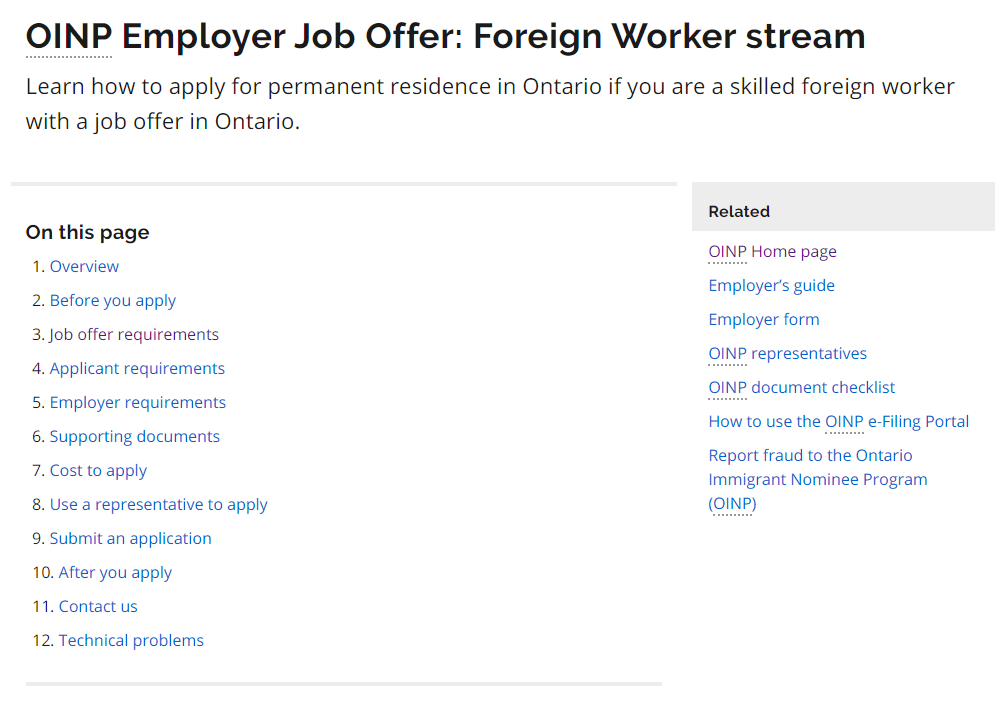 OINP Employer Job Offer: Foreign Worker stream
Learn how to apply for permanent residence in Ontario if you are a skilled foreign worker
with a job offer in Ontario.
On this page
1. Overview
2. Before you apply
3. Job offer requirements
4. Applicant requirements
5. Employer requirements
6. Supporting documents
7. Cost to apply
8. Use a representative to apply
9. Submit an application
10. After you apply
11. Contact us
12. Technical problems
Related
OINP Home page
Employer’s guide
Employer form
OINP representatives
OINP document checklist
How to use the OINP e-Filing Portal
Report fraud to the Ontario
Immigrant Nominee Program
(OINP)